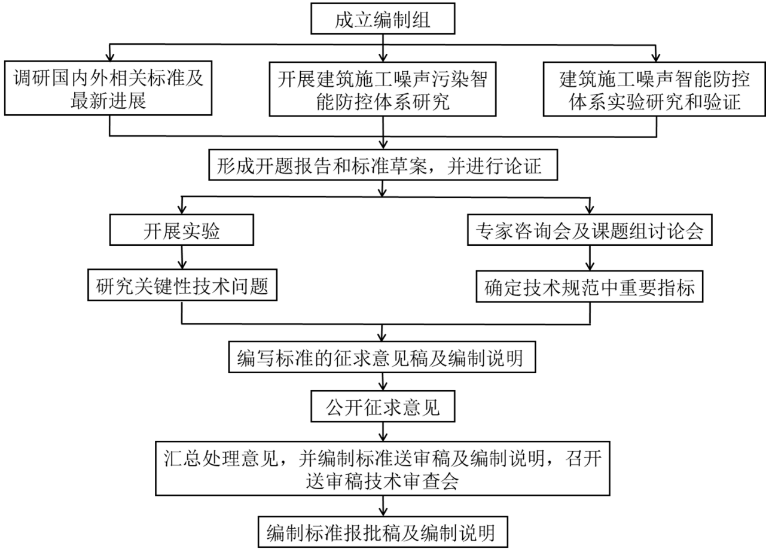 成立编制组
调研国内外相关标准及
最新进展
开展建筑施工噪声污染智
能防控体系研究
建筑施工噪声智能防控
体系实验研究和验证
形成开题报告和标准草案，并进行论证
开展实验
专家咨询会及课题组讨论会
研究关键性技术问题
确定技术规范中重要指标
编写标准的征求意见稿及编制说明
公开征求意见
汇总处理意见，并编制标准送审稿及编制说明，召开
送审稿技术审查会
编制标准报批稿及编制说明